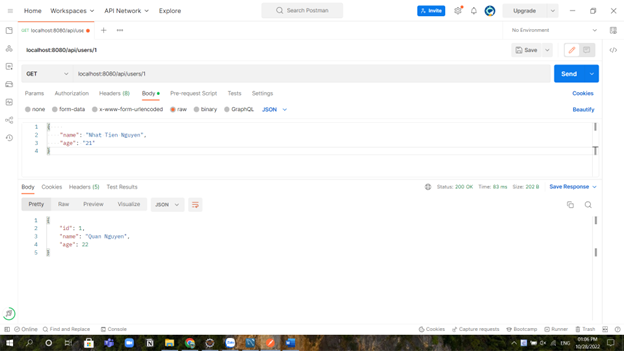 Home Workspaces API Network Explore Search Postman Invite Upgrade
GET localhost:8080/api/user No Environment
localhost:8080/api/users/1 Save
GET localhost:8080/api/users/1 Send
Params Authorization Headers (8) Body Pre-request Script Tests Settings Cookies
none form-data x-www-form-urlencoded raw binary GraphQL JSON Beautify
1 {
2 "name": "Nhat Tien Nguyen",
3 "age": "21"
4 }
Body Cookies Headers (5) Test Results Status: 200 OK Time: 83 ms Size: 202 B Save Response
Pretty Raw Preview Visualize JSON
1 {
2 "id": 1,
3 "name": "Quan Nguyen",
4 "age": 22
5 }
Online Find and Replace Console Cookies Capture requests Bootcamp Runner Trash
ENG 01:06 PM
10/28/2022